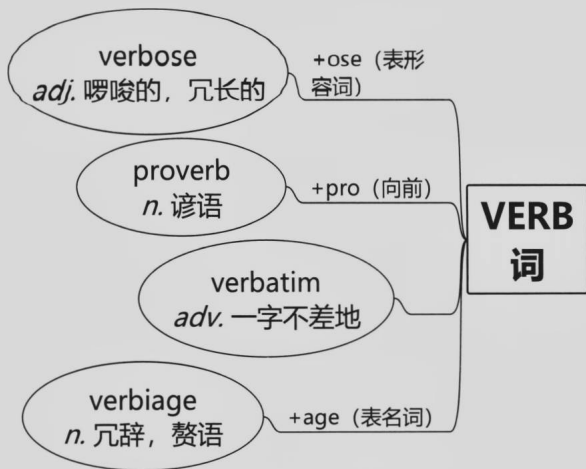 verbose
adj. 啰唆的，冗长的
+ose（表形
容词）
proverb
n. 谚语
+pro（向前）
VERB
词
verbatim
adv. 一字不差地
verbiage
n. 冗辞，赘语
+age（表名词）